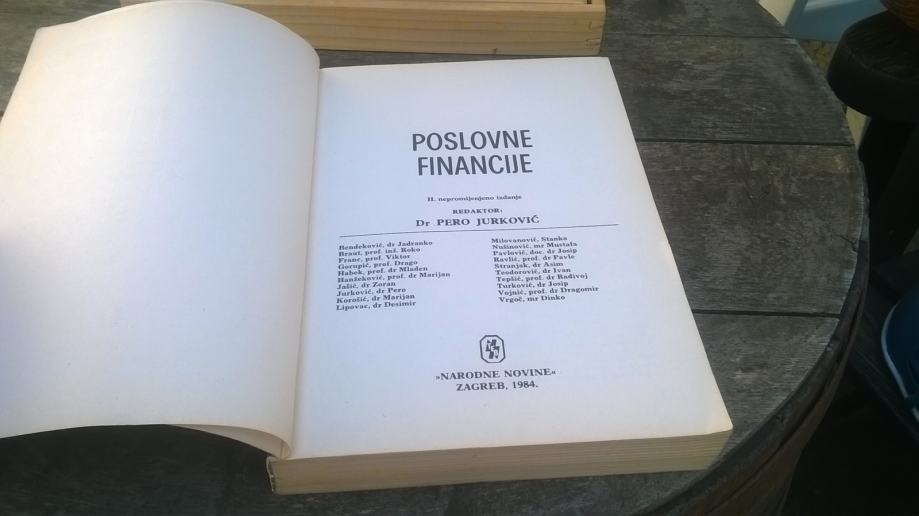 POSLOVNE
FINANCIJE
II. nepromijenjeno izdanje
REDAKTOR:
Dr PERO JURKOVIĆ
Bendeković, dr Jadranko
Braut, prof. inž. Roko
Franc, prof. Viktor
Gorupić, prof. Drago
Habek, prof. dr Mladen
Hanžeković, prof. dr Marijan
Jašić, dr Zoran
Jurković, dr Pero
Korošić, dr Marijan
Lipovac, dr Desimir
Milovanović, Stanko
Nušinović, mr Mustafa
Pavlović, doc. dr Josip
Ravlić, prof. dr Pavle
Stranjak, dr Asim
Teodorović, dr Ivan
Tepšić, prof. dr Radivoj
Turković, dr Josip
Vojnić, prof. dr Dragomir
Vrgoč, mr Dinko
»NARODNE NOVINE«
ZAGREB, 1984.